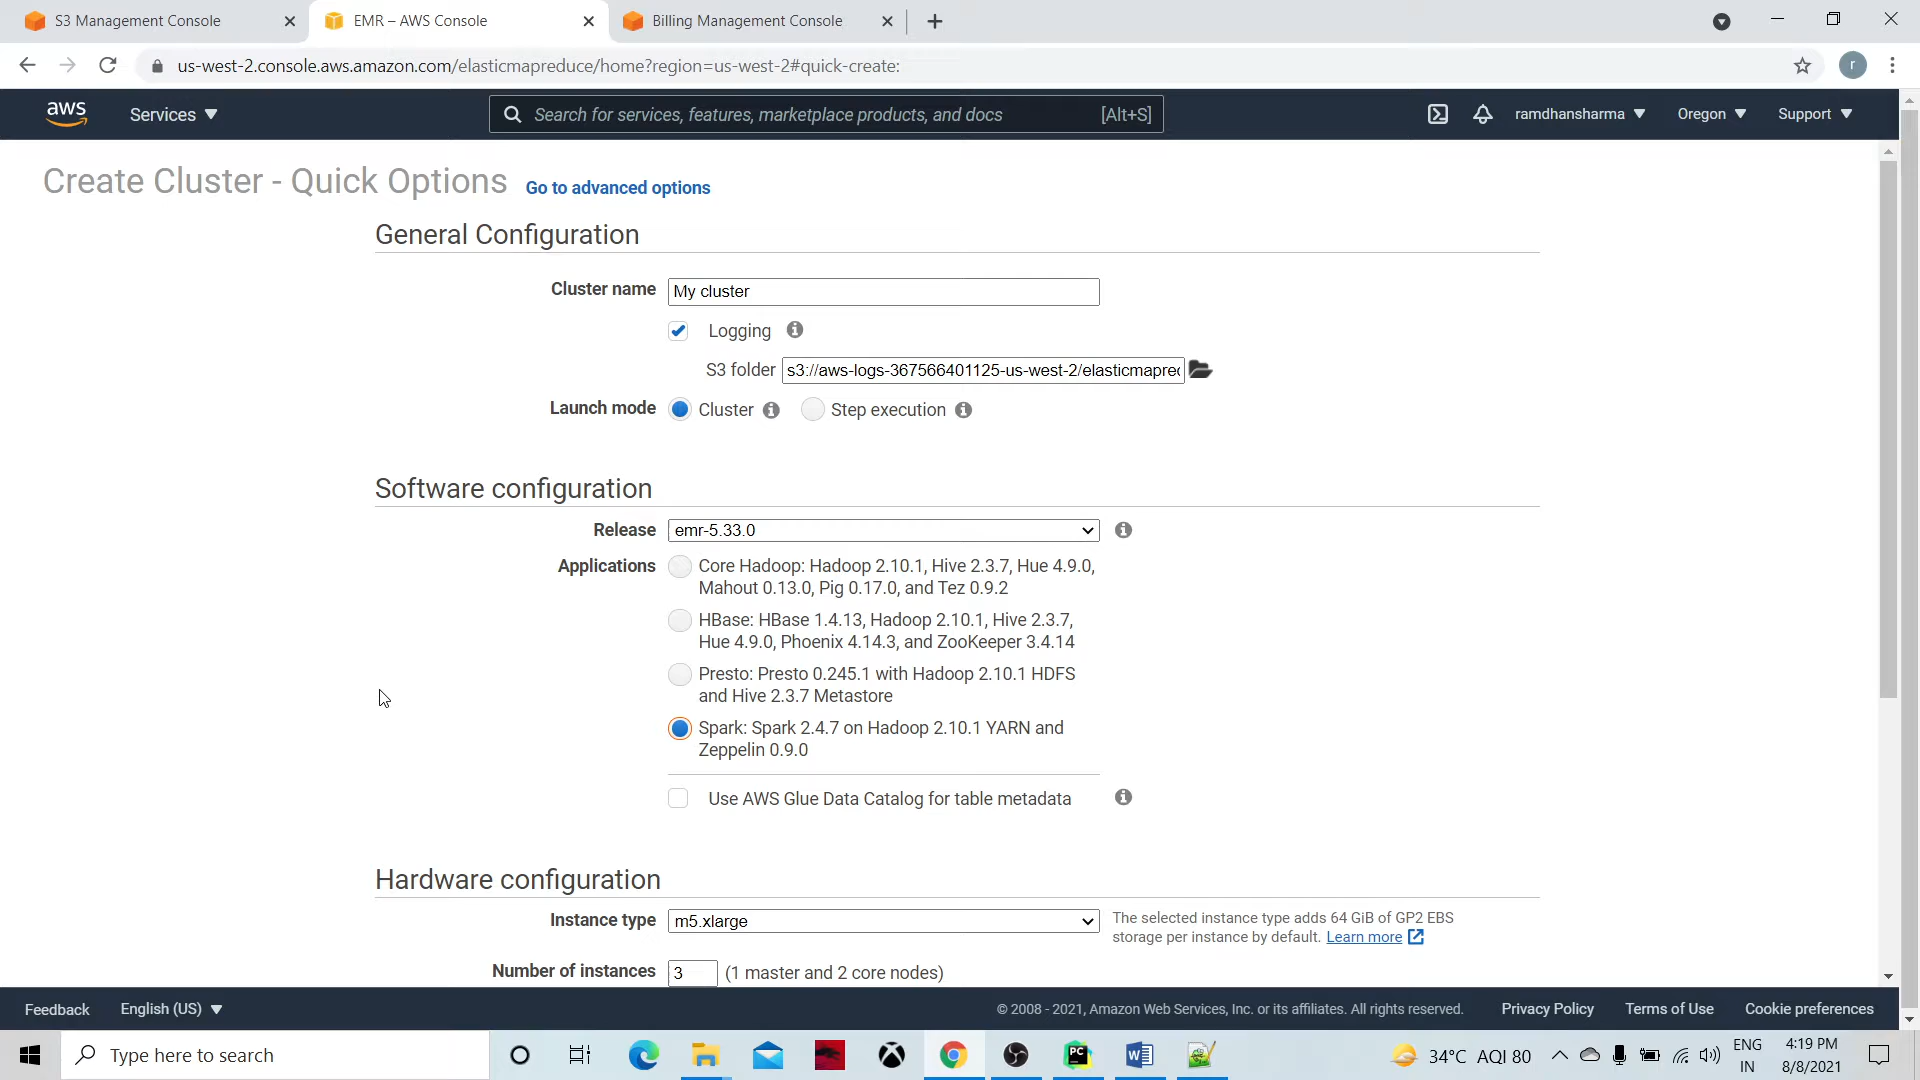 S3 Management Console
EMR – AWS Console
Billing Management Console
us-west-2.console.aws.amazon.com/elasticmapreduce/home?region=us-west-2#quick-create:
r
aws
Services
Search for services, features, marketplace products, and docs
[Alt+S]
ramdhansharma
Oregon
Support
Create Cluster - Quick Options
Go to advanced options
General Configuration
Cluster name
My cluster
Logging
S3 folder
s3://aws-logs-367566401125-us-west-2/elasticmapred
Launch mode
Cluster
Step execution
Software configuration
Release
emr-5.33.0
Applications
Core Hadoop: Hadoop 2.10.1, Hive 2.3.7, Hue 4.9.0,
Mahout 0.13.0, Pig 0.17.0, and Tez 0.9.2
HBase: HBase 1.4.13, Hadoop 2.10.1, Hive 2.3.7,
Hue 4.9.0, Phoenix 4.14.3, and ZooKeeper 3.4.14
Presto: Presto 0.245.1 with Hadoop 2.10.1 HDFS
and Hive 2.3.7 Metastore
Spark: Spark 2.4.7 on Hadoop 2.10.1 YARN and
Zeppelin 0.9.0
Use AWS Glue Data Catalog for table metadata
Hardware configuration
Instance type
m5.xlarge
The selected instance type adds 64 GiB of GP2 EBS
storage per instance by default. Learn more
Number of instances
3
(1 master and 2 core nodes)
Feedback
English (US)
© 2008 - 2021, Amazon Web Services, Inc. or its affiliates. All rights reserved.
Privacy Policy
Terms of Use
Cookie preferences
Type here to search
PC
34°C AQI 80
ENG
IN
4:19 PM
8/8/2021